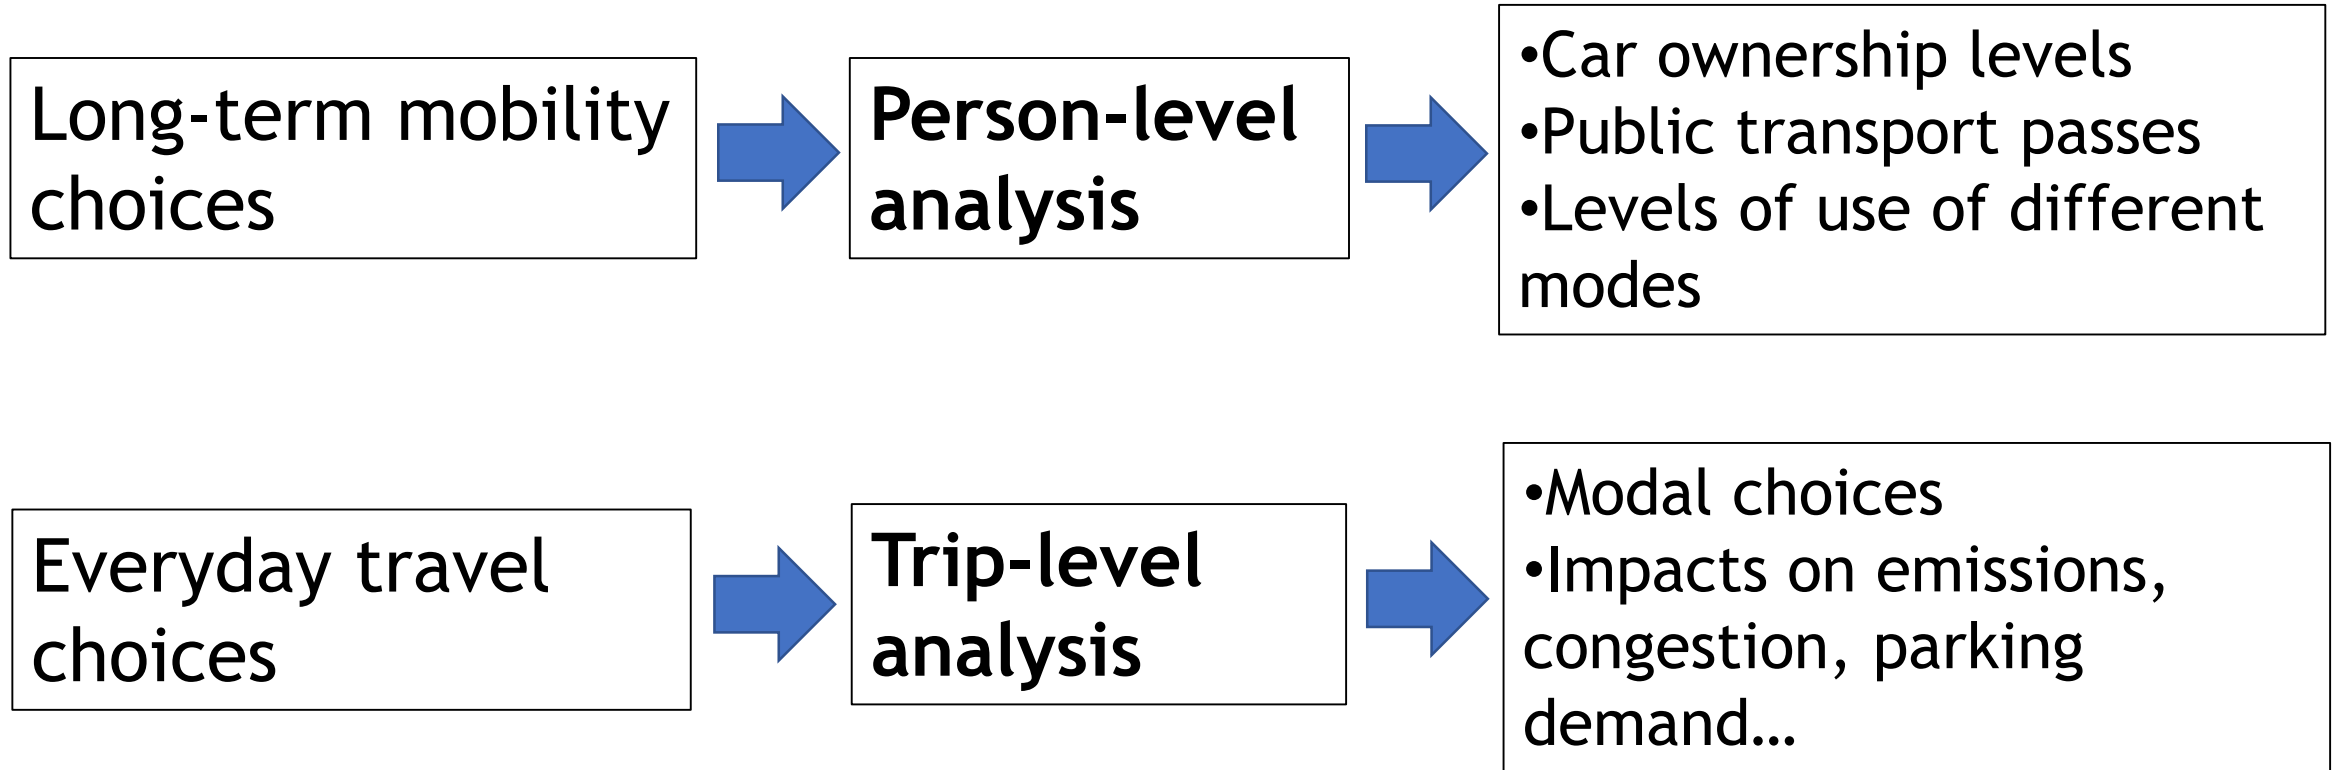 Long-term mobility
choices
Person-level
analysis
•Car ownership levels
•Public transport passes
•Levels of use of different
modes
Everyday travel
choices
Trip-level
analysis
•Modal choices
•Impacts on emissions,
congestion, parking
demand…